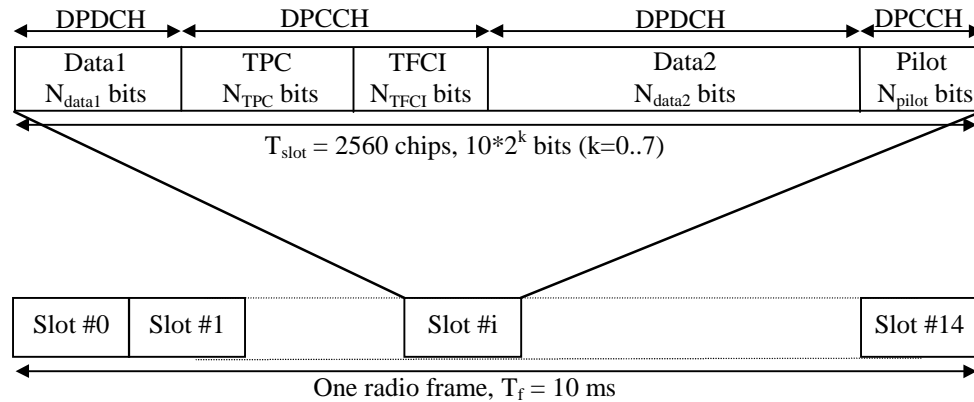 DPDCH DPCCH DPDCH DPCCH
Data1 TPC TFCI Data2 Pilot
N_data1 bits N_TPC bits N_TFCI bits N_data2 bits N_pilot bits
T_slot = 2560 chips, 10*2^k bits (k=0..7)
Slot #0 Slot #1 Slot #i Slot #14
One radio frame, T_f = 10 ms